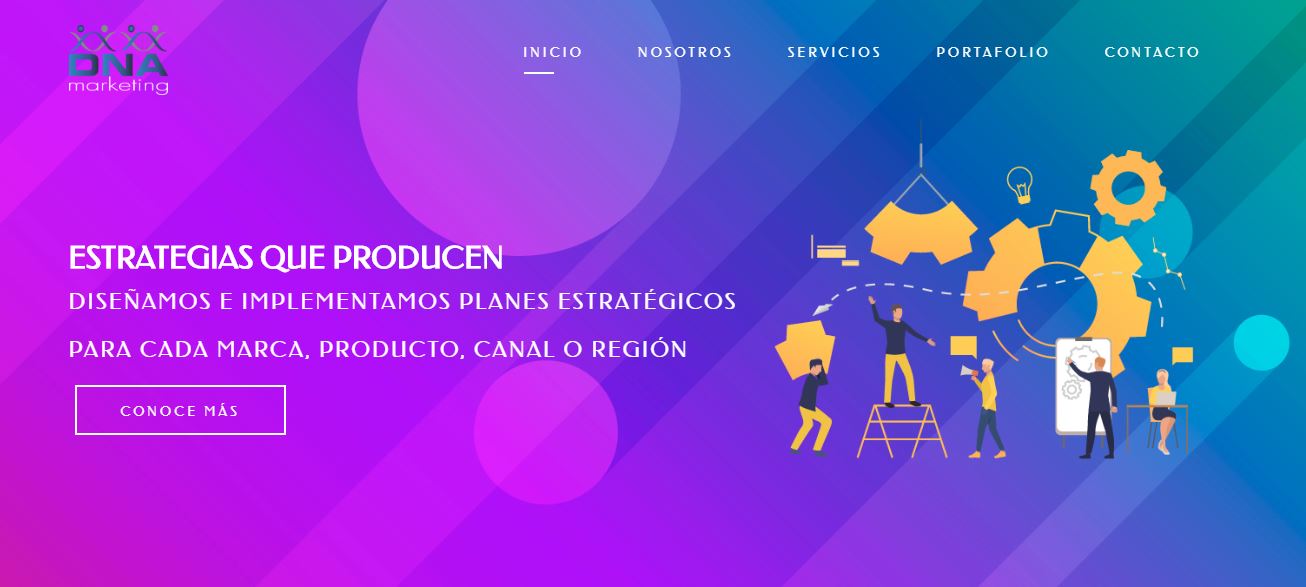 DNA
marketing
INICIO NOSOTROS SERVICIOS PORTAFOLIO CONTACTO
ESTRATEGIAS QUE PRODUCEN
DISEÑAMOS E IMPLEMENTAMOS PLANES ESTRATÉGICOS
PARA CADA MARCA, PRODUCTO, CANAL O REGIÓN
CONOCE MÁS